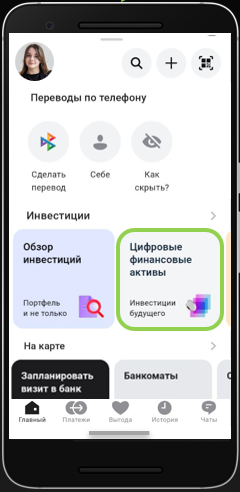 Переводы по телефону
Сделать
перевод
Себе
Как
скрыть?
Инвестиции
Обзор
инвестиций
Портфель
и не только
Цифровые
финансовые
активы
Инвестиции
будущего
На карте
Запланировать
визит в банк
Банкоматы
Главный
Платежи
Выгода
История
Чаты